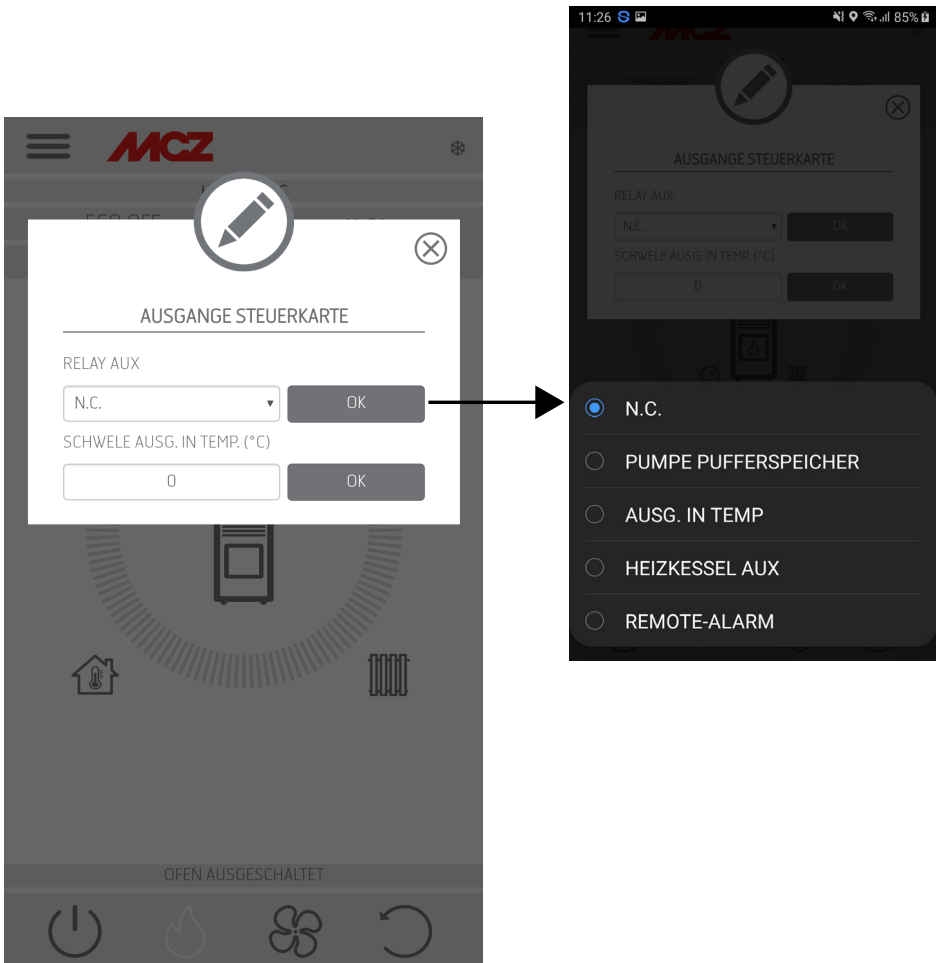 MCZ
ECO OFF
AUSGANGE STEUERKARTE
RELAY AUX
N.C. OK
SCHWELE AUSG. IN TEMP. (°C)
0 OK
OFEN AUSGESCHALTET
11:26 85%
MCZ
AUSGANGE STEUERKARTE
RELAY AUX
N.C. OK
SCHWELE AUSG. IN TEMP. (°C)
0 OK
N.C.
PUMPE PUFFERSPEICHER
AUSG. IN TEMP
HEIZKESSEL AUX
REMOTE-ALARM